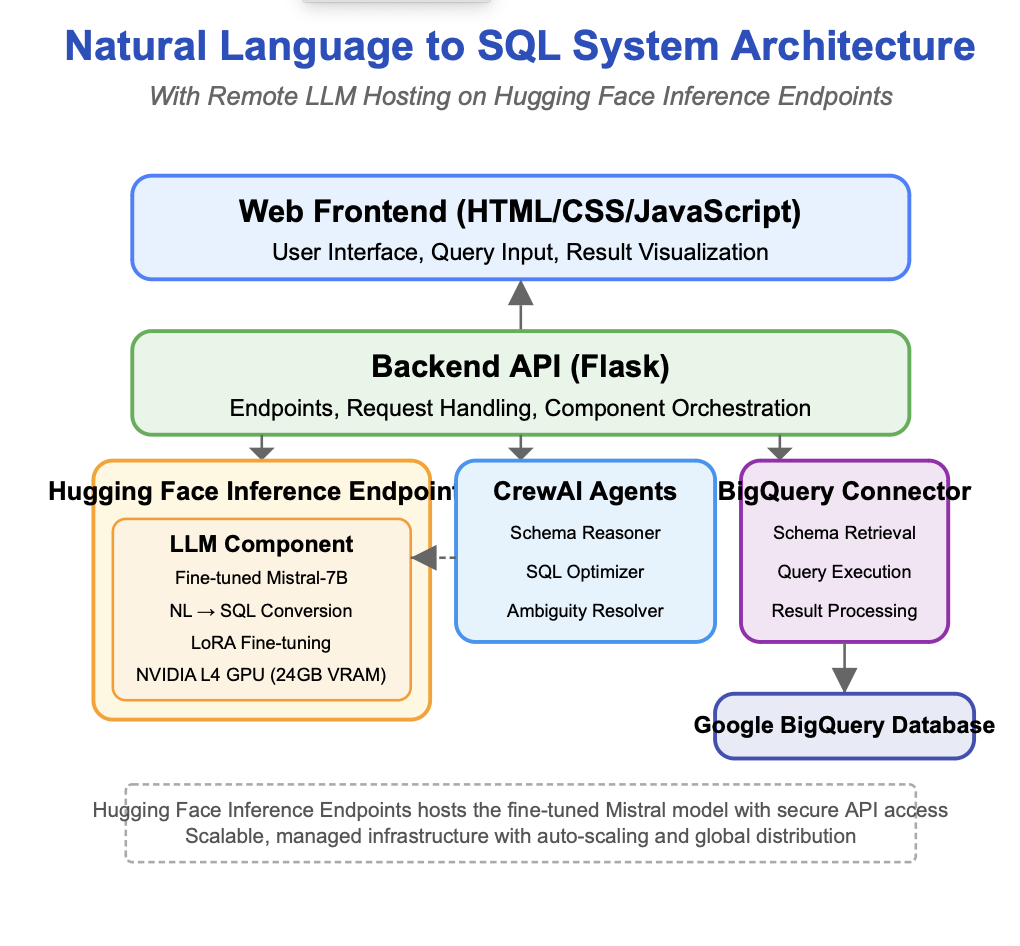 Natural Language to SQL System Architecture
With Remote LLM Hosting on Hugging Face Inference Endpoints
Web Frontend (HTML/CSS/JavaScript)
User Interface, Query Input, Result Visualization
Backend API (Flask)
Endpoints, Request Handling, Component Orchestration
Hugging Face Inference Endpoint
LLM Component
Fine-tuned Mistral-7B
NL → SQL Conversion
LoRA Fine-tuning
NVIDIA L4 GPU (24GB VRAM)
CrewAI Agents
Schema Reasoner
SQL Optimizer
Ambiguity Resolver
BigQuery Connector
Schema Retrieval
Query Execution
Result Processing
Google BigQuery Database
Hugging Face Inference Endpoints hosts the fine-tuned Mistral model with secure API access
Scalable, managed infrastructure with auto-scaling and global distribution